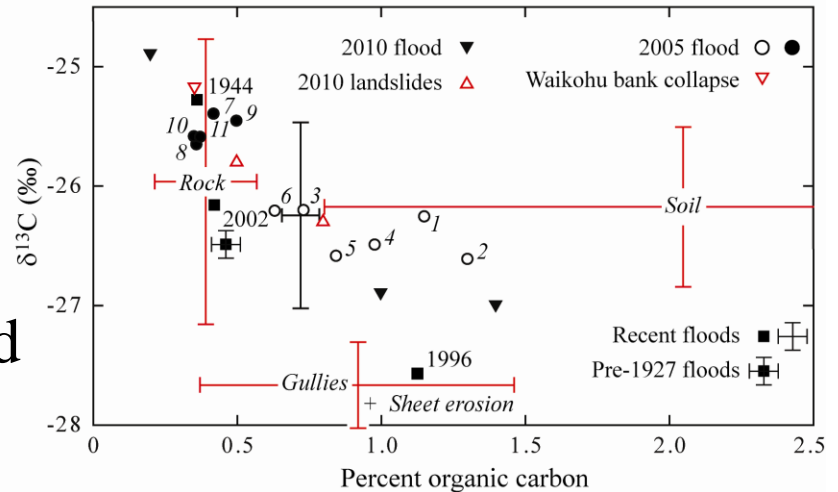 -25
-26
-27
-28
δ¹³C (‰)
2010 flood
2005 flood
2010 landslides
Waikohu bank collapse
1944
7
9
10
11
8
Rock
6
3
Soil
2002
1
5
4
2
d
Recent floods
Pre-1927 floods
1996
Gullies
+ Sheet erosion
0
0.5
1.0
1.5
2.0
2.5
Percent organic carbon